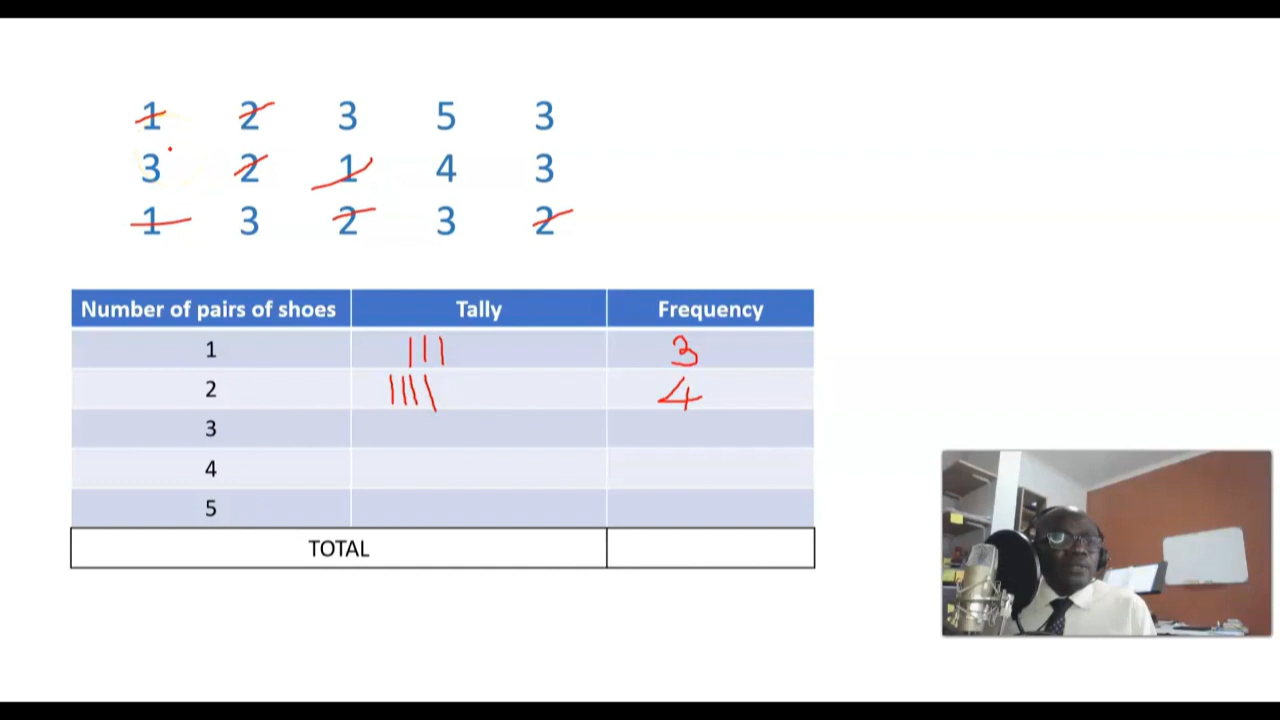 1 2 3 5 3
3 2 1 4 3
1 3 2 3 2
Number of pairs of shoes Tally Frequency
1 ||| 3
2 |||| 4
3
4
5
TOTAL